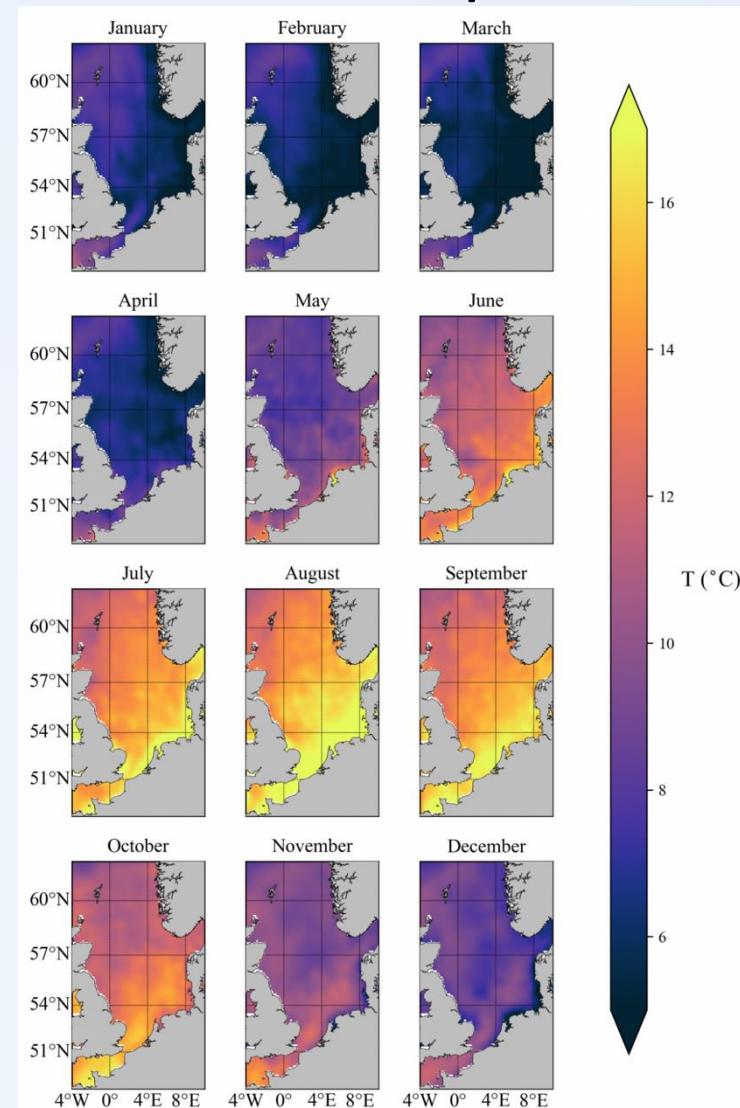 January February March
60°N
57°N
54°N
51°N
April May June
60°N
57°N
54°N
51°N
July August September
60°N
57°N
54°N
51°N
October November December
60°N
57°N
54°N
51°N
4°W 0° 4°E 8°E 4°W 0° 4°E 8°E 4°W 0° 4°E 8°E
16
14
12
T (°C)
10
8
6